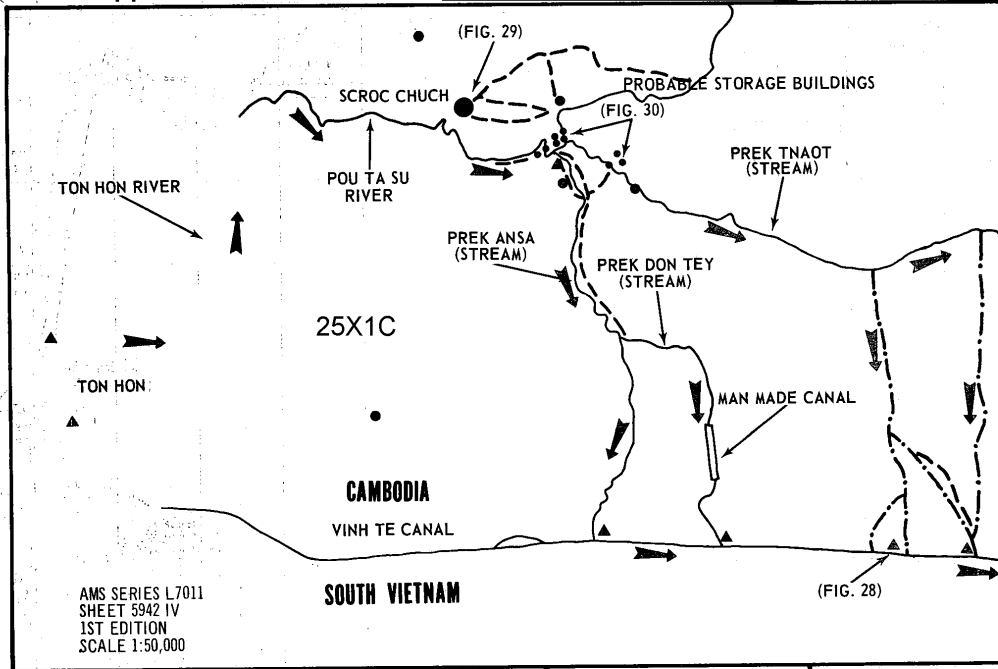 (FIG. 29)
SCROC CHUCH
PROBABLE STORAGE BUILDINGS
(FIG. 30)
PREK TNAOT
(STREAM)
TON HON RIVER
POU TA SU
RIVER
PREK ANSA
(STREAM)
PREK DON TEY
(STREAM)
25X1C
TON HON
MAN MADE CANAL
CAMBODIA
VINH TE CANAL
SOUTH VIETNAM
(FIG. 28)
AMS SERIES L7011
SHEET 5942 IV
1ST EDITION
SCALE 1:50,000